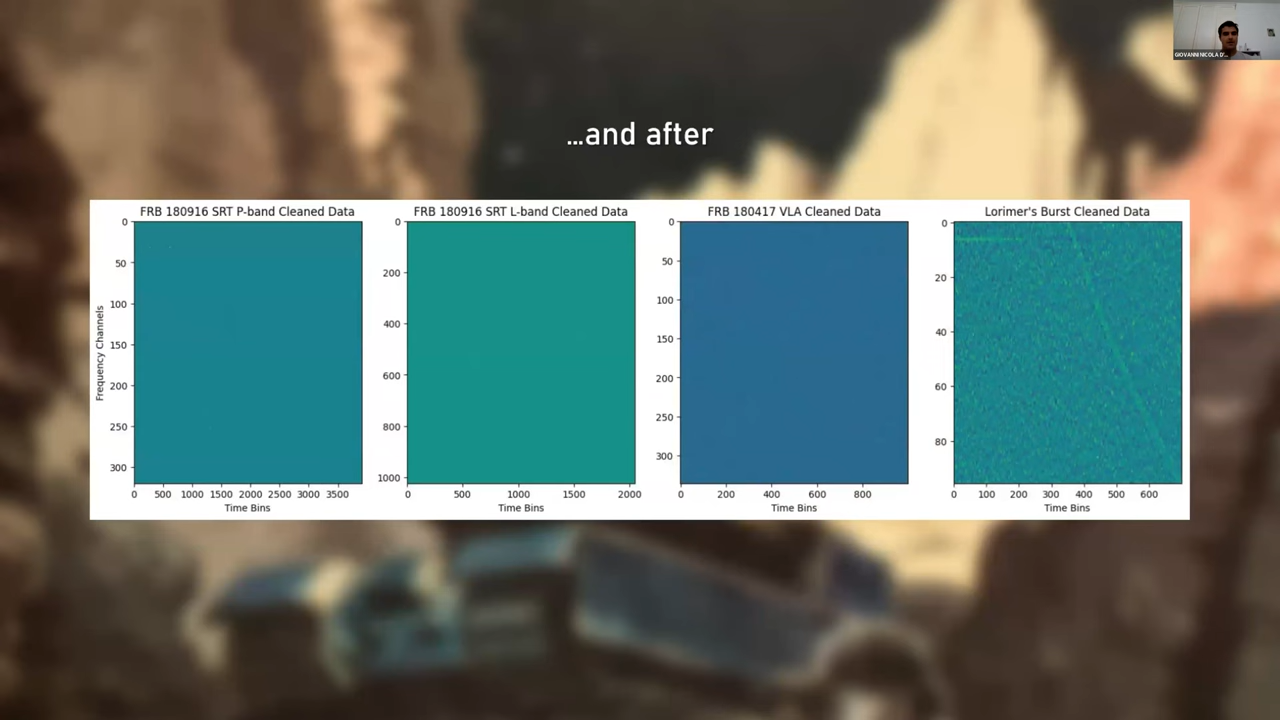 GIOVANNI NICOLA D'...
...and after
FRB 180916 SRT P-band Cleaned Data
0
50
100
150
200
250
300
Frequency Channels
0 500 1000 1500 2000 2500 3000 3500
Time Bins
FRB 180916 SRT L-band Cleaned Data
0
200
400
600
800
1000
0 500 1000 1500 2000
Time Bins
FRB 180417 VLA Cleaned Data
0
50
100
150
200
250
300
0 200 400 600 800
Time Bins
Lorimer's Burst Cleaned Data
0
20
40
60
80
0 100 200 300 400 500 600
Time Bins